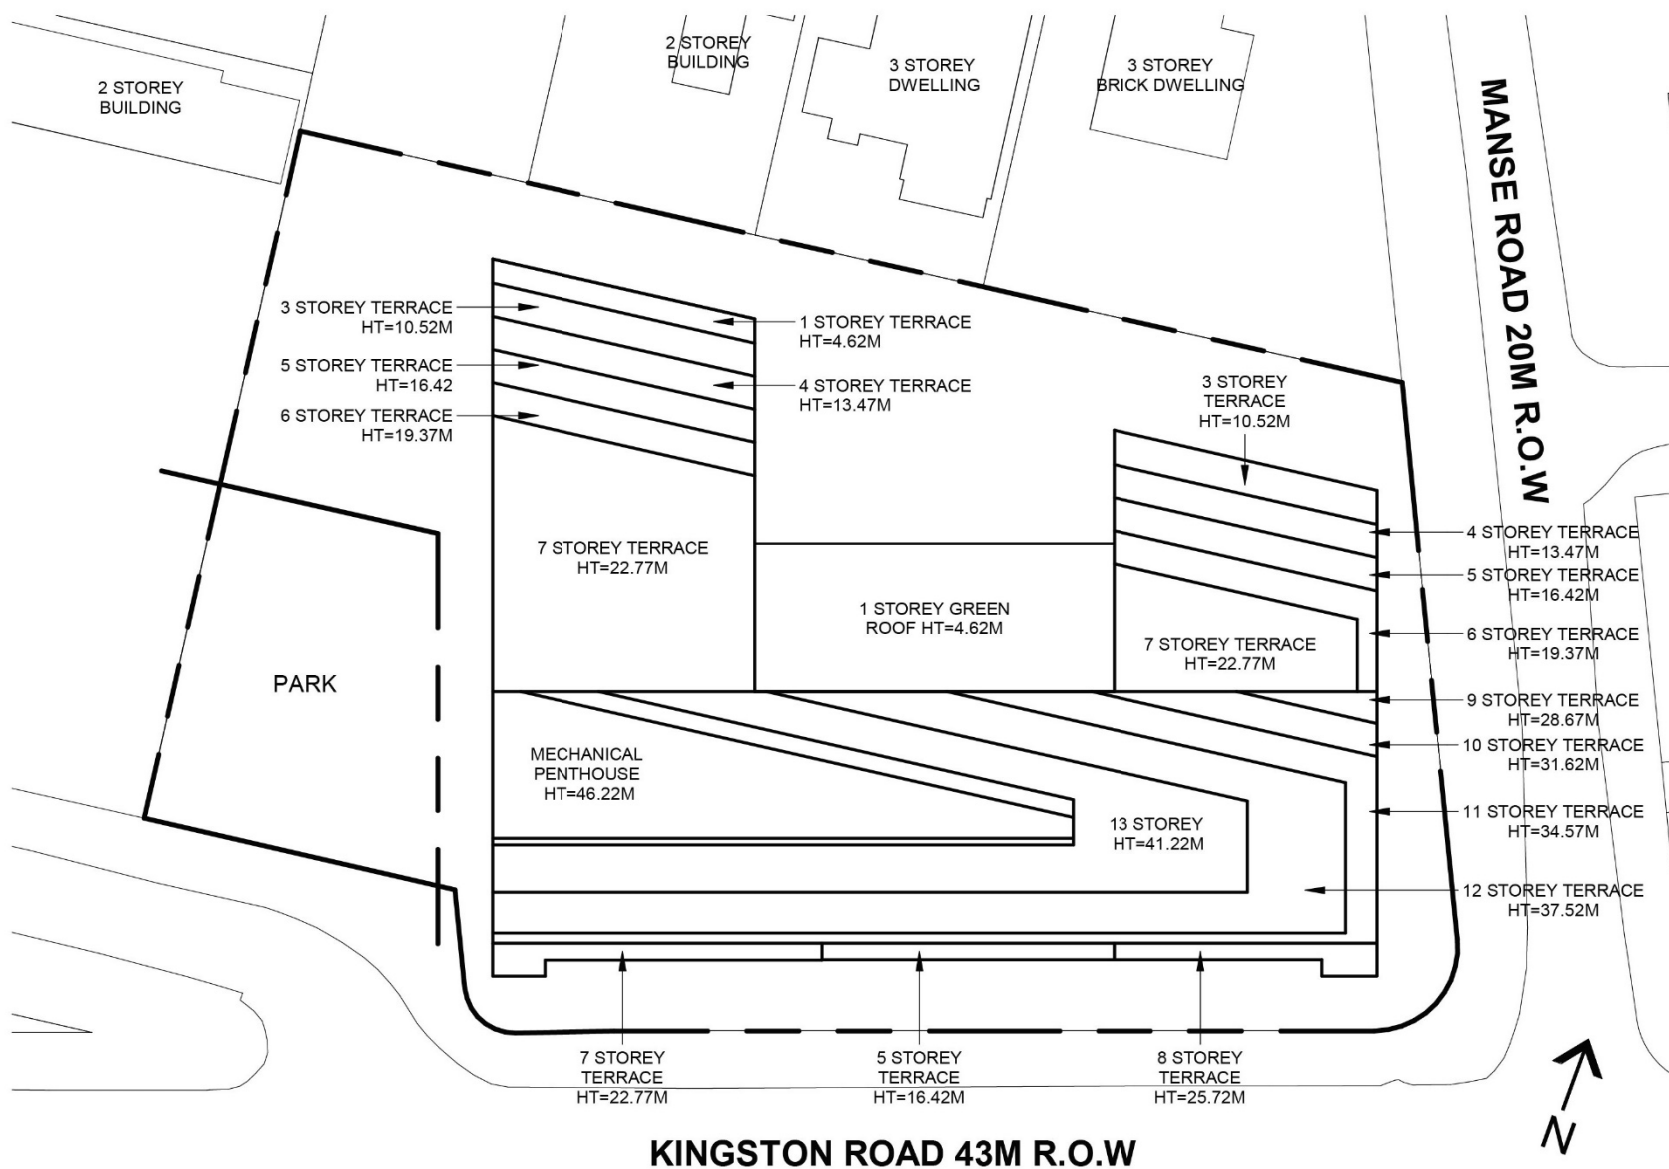 2 STOREY
BUILDING
2 STOREY
BUILDING
3 STOREY
DWELLING
3 STOREY
BRICK DWELLING
MANSE ROAD 20M R.O.W
3 STOREY TERRACE
HT=10.52M
1 STOREY TERRACE
HT=4.62M
5 STOREY TERRACE
HT=16.42
4 STOREY TERRACE
HT=13.47M
6 STOREY TERRACE
HT=19.37M
3 STOREY
TERRACE
HT=10.52M
7 STOREY TERRACE
HT=22.77M
4 STOREY TERRACE
HT=13.47M
5 STOREY TERRACE
HT=16.42M
1 STOREY GREEN
ROOF HT=4.62M
7 STOREY TERRACE
HT=22.77M
6 STOREY TERRACE
HT=19.37M
PARK
9 STOREY TERRACE
HT=28.67M
10 STOREY TERRACE
HT=31.62M
MECHANICAL
PENTHOUSE
HT=46.22M
13 STOREY
HT=41.22M
11 STOREY TERRACE
HT=34.57M
12 STOREY TERRACE
HT=37.52M
7 STOREY
TERRACE
HT=22.77M
5 STOREY
TERRACE
HT=16.42M
8 STOREY
TERRACE
HT=25.72M
N
KINGSTON ROAD 43M R.O.W